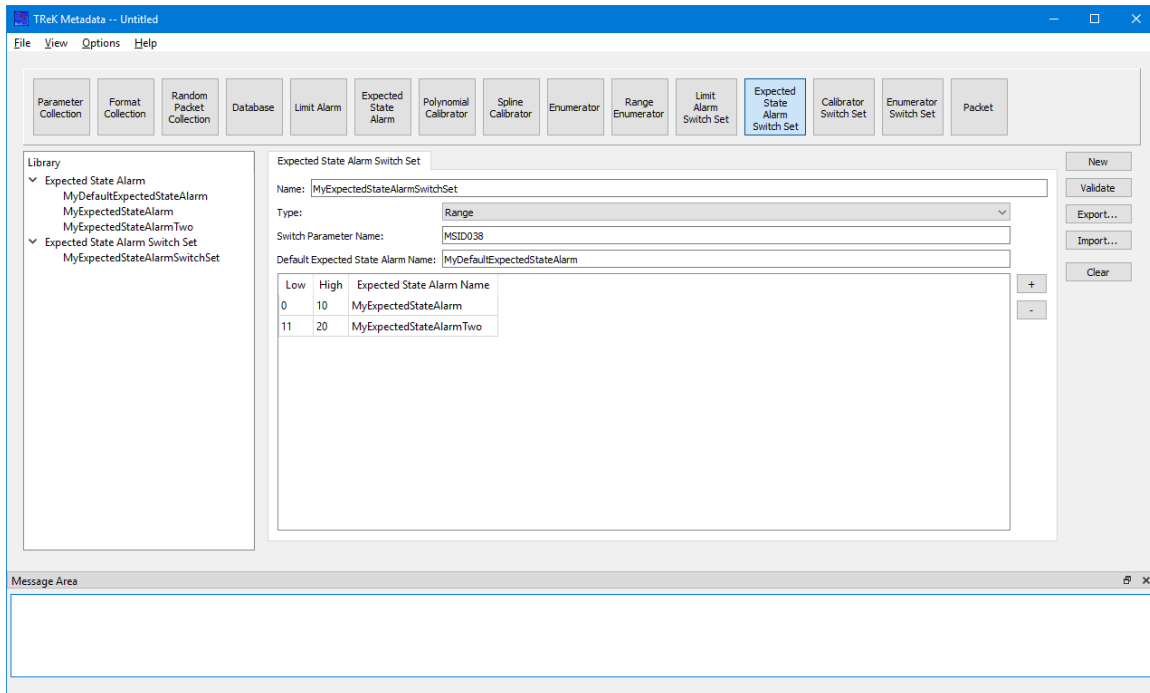 TReK Metadata -- Untitled
File View Options Help
Parameter Collection
Format Collection
Random Packet Collection
Database
Limit Alarm
Expected State Alarm
Polynomial Calibrator
Spline Calibrator
Enumerator
Range Enumerator
Limit Alarm Switch Set
Expected State Alarm Switch Set
Calibrator Switch Set
Enumerator Switch Set
Packet
Library
Expected State Alarm
MyDefaultExpectedStateAlarm
MyExpectedStateAlarm
MyExpectedStateAlarmTwo
Expected State Alarm Switch Set
MyExpectedStateAlarmSwitchSet
Expected State Alarm Switch Set
Name: MyExpectedStateAlarmSwitchSet
Type: Range
Switch Parameter Name: MSID038
Default Expected State Alarm Name: MyDefaultExpectedStateAlarm
Low High Expected State Alarm Name
0 10 MyExpectedStateAlarm
11 20 MyExpectedStateAlarmTwo
+
-
New
Validate
Export...
Import...
Clear
Message Area